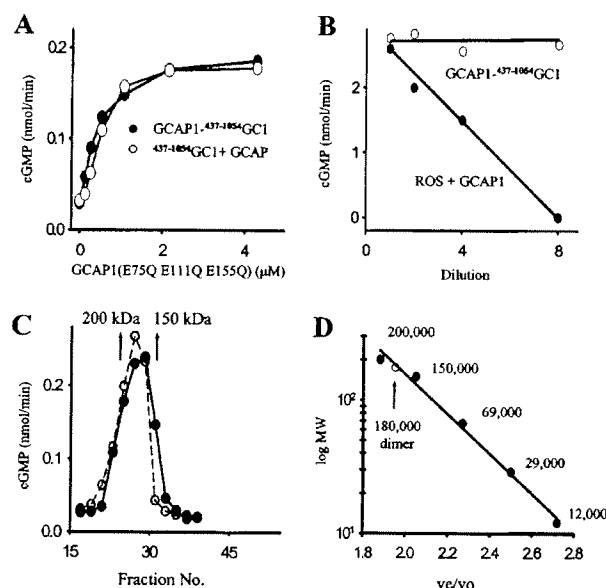 A
cGMP (nmol/min)
0.2
0.1
0.0
0 2 4
GCAP1(E75Q E111Q E155Q) (µM)
GCAP1-⁴³⁷⁻¹⁰⁵⁴GC1
⁴³⁷⁻¹⁰⁵⁴GC1+ GCAP
B
cGMP (nmol/min)
2
0
0 4 8
Dilution
GCAP1-⁴³⁷⁻¹⁰⁵⁴GC1
ROS + GCAP1
C
200 kDa 150 kDa
cGMP (nmol/min)
0.2
0.0
15 30 45
Fraction No.
D
log MW
10²
10¹
200,000
150,000
180,000
dimer
69,000
29,000
12,000
1.8 2.0 2.2 2.4 2.6 2.8
ve/vo